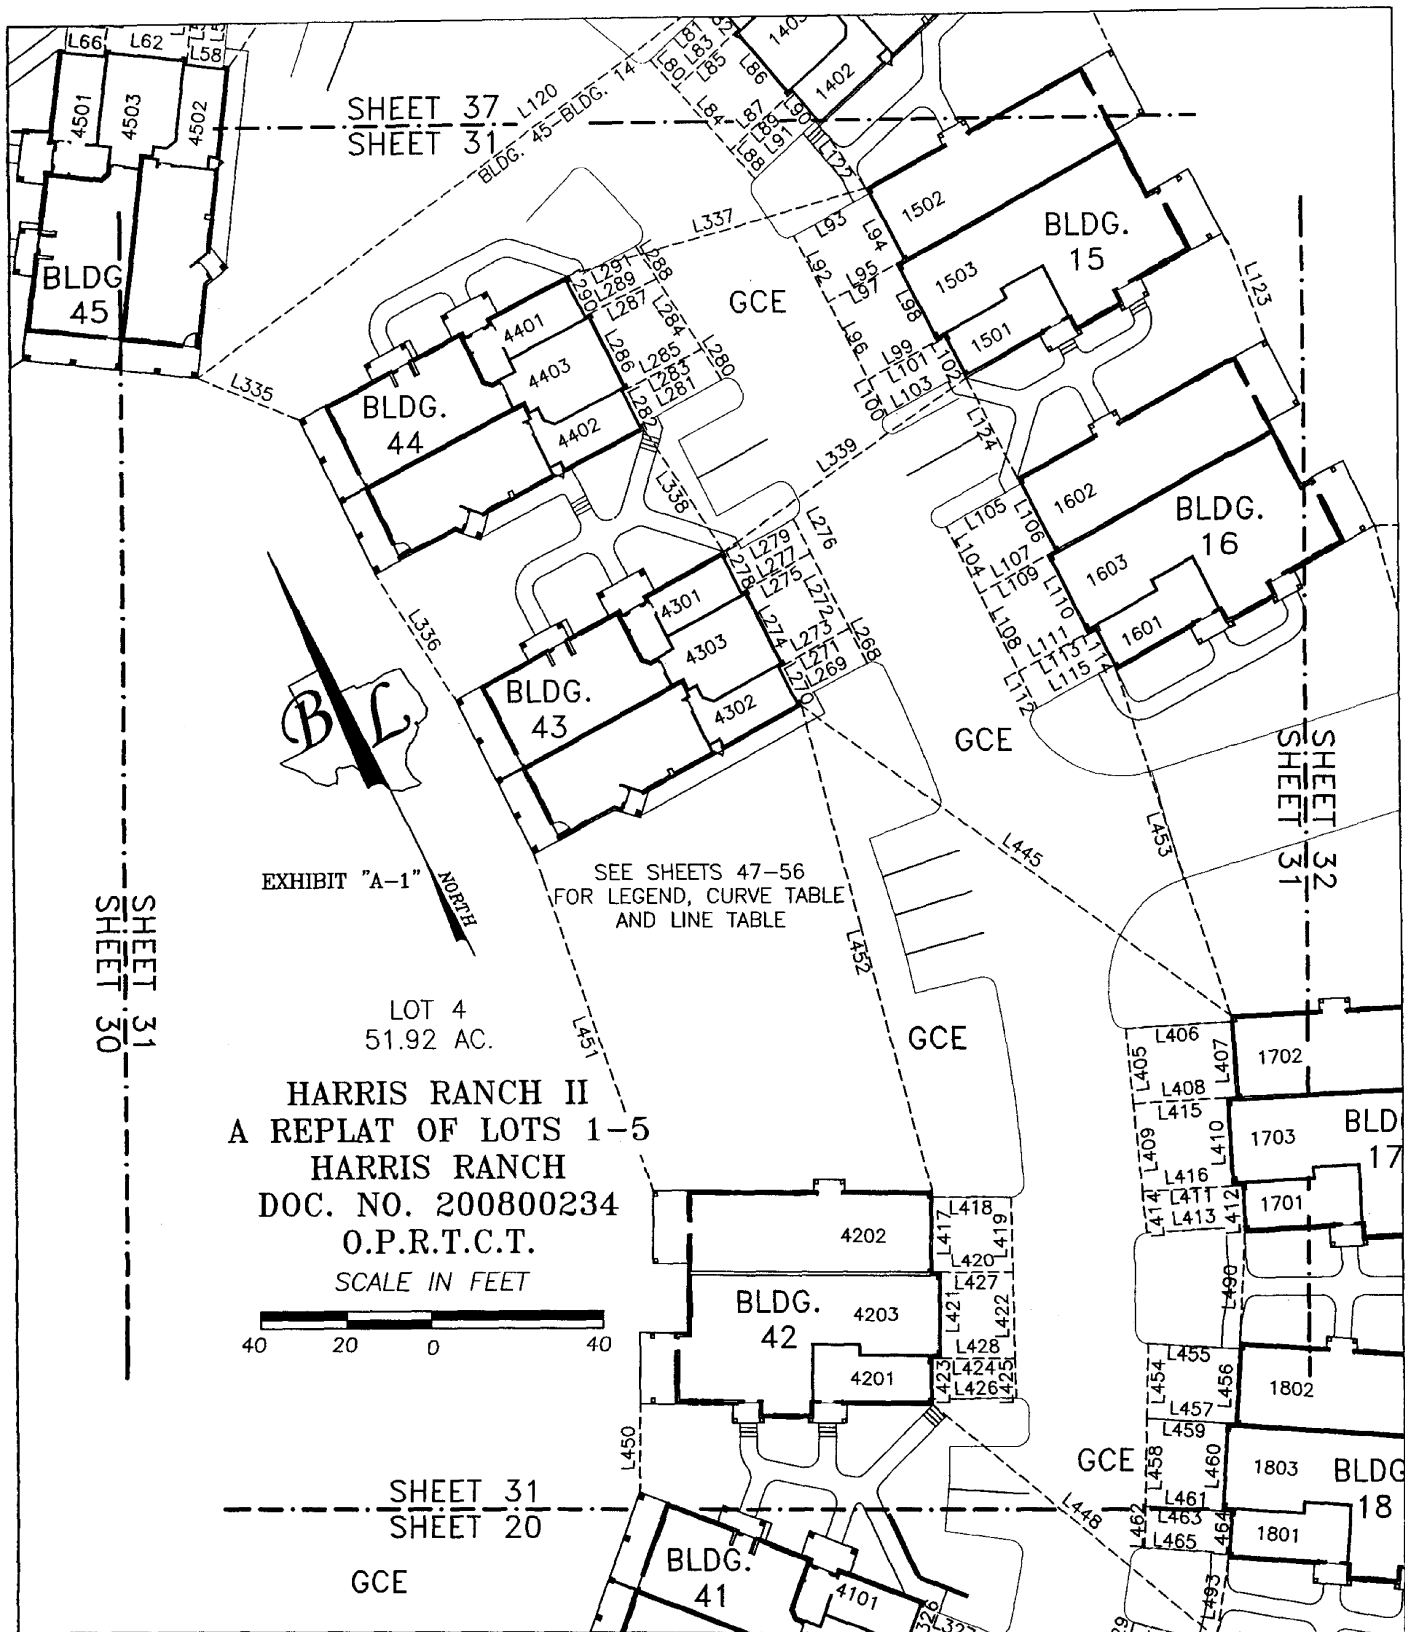 L66
L62
L58
4501
4503
4502
BLDG
45
SHEET 37
SHEET 31
L120
BLDG. 45-BLDG. 14
L81
L83
L80
L85
L86
L84
L87
L89
L91
L88
L90
1403
1402
L122
L337
L93
L94
L92
L95
L97
L96
L98
L99
L101
L103
L100
L102
1502
1503
1501
BLDG.
15
L123
GCE
L291
L289
L287
L288
L290
L284
L286
L285
L283
L281
L280
L282
4401
4403
4402
BLDG.
44
L335
L339
L338
L124
L105
L106
L104
L107
L109
L110
L108
L111
L113
L115
L112
L114
1602
1603
1601
BLDG.
16
L279
L277
L275
L276
L278
L272
L274
L273
L271
L269
L268
L270
4301
4303
4302
BLDG.
43
L336
B L
NORTH
EXHIBIT "A-1"
GCE
SHEET 32
SHEET 31
L453
L445
SEE SHEETS 47-56
FOR LEGEND, CURVE TABLE
AND LINE TABLE
SHEET 31
SHEET 30
L452
L451
LOT 4
51.92 AC.
GCE
HARRIS RANCH II
A REPLAT OF LOTS 1-5
HARRIS RANCH
DOC. NO. 200800234
O.P.R.T.C.T.
SCALE IN FEET
40 20 0 40
L406
L405
L407
L408
L415
L409
L410
L416
L411
L413
L414
L412
1702
1703
1701
BLD
17
L418
L417
L419
L420
L427
L421
L422
L428
L424
L426
L423
L425
4202
4203
4201
BLDG.
42
L490
L455
L454
L456
L457
L459
L458
L460
L461
L463
L465
L462
464
1802
1803
1801
BLDG
18
GCE
L450
L448
L493
SHEET 31
SHEET 20
GCE
BLDG.
41
4101
326
L327